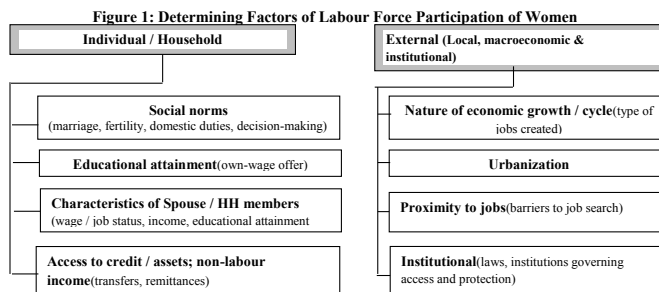 Figure 1: Determining Factors of Labour Force Participation of Women
Individual / Household
Social norms
(marriage, fertility, domestic duties, decision-making)
Educational attainment(own-wage offer)
Characteristics of Spouse / HH members
(wage / job status, income, educational attainment
Access to credit / assets; non-labour
income(transfers, remittances)
External (Local, macroeconomic &
institutional)
Nature of economic growth / cycle(type of
jobs created)
Urbanization
Proximity to jobs(barriers to job search)
Institutional(laws, institutions governing
access and protection)